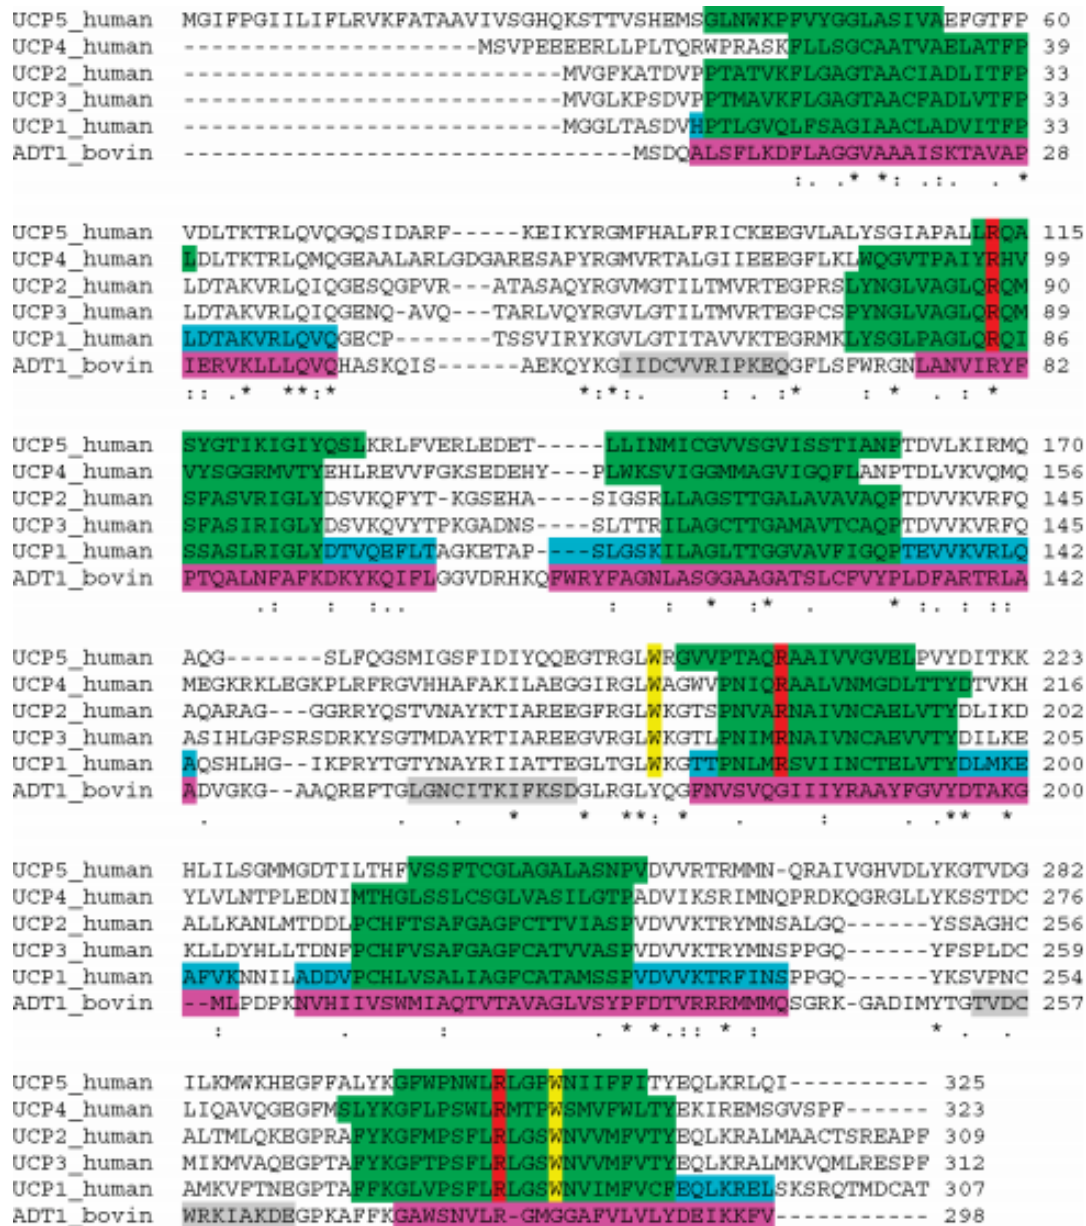 UCP5_human MGIFPGIILIFLRVKFATAAVIVSGHQKSTTVSHEMSGLNWKPFVYGGLASIVAEFGTFP 60
UCP4_human ---------------------MSVPEEEERLLPLTQRWPRASKFLLSGCAATVAELATFP 39
UCP2_human ---------------------------MVGFKATDVPPTATVKFLGAGTAACIADLITFP 33
UCP3_human ---------------------------MVGLKPSDVPPTMAVKFLGAGTAACFADLVTFP 33
UCP1_human ---------------------------MGGLTASDVHPTLGVQLFSAGIAACLADVITFP 33
ADT1_bovin --------------------------------MSDQALSFLKDFLAGGVAAAISKTAVAP 28
:. .* *: .:. . *
UCP5_human VDLTKTRLQVQGQSIDARF-----KEIKYRGMFHALFRICKEEGVLALYSGIAPALLRQA 115
UCP4_human LDLTKTRLQMQGEAALARLGDGARESAPYRGMVRTALGIIEEEGFLKLWQGVTPAIYRHV 99
UCP2_human LDTAKVRLQIQGESQGPVR---ATASAQYRGVMGTILTMVRTEGPRSLYNGLVAGLQRQM 90
UCP3_human LDTAKVRLQIQGENQ-AVQ---TARLVQYRGVLGTILTMVRTEGPCSPYNGLVAGLQRQM 89
UCP1_human LDTAKVRLQVQGECP------TSSVIRYKGVLGTITAVVKTEGRMKLYSGLPAGLQRQI 86
ADT1_bovin IERVKLLLQVQHASKQIS------AEKQYKGIIDCVVRIPKEQGFLSFWRGNLANVIRYF 82
:: .* **:* *:*:. . . :* : * . *
UCP5_human SYGTIKIGIYQSLKRLFVERLEDET-----LLINMICGVVSGVISSTIANPTDVLKIRMQ 170
UCP4_human VYSGGRMVTYEHLREVVFGKSEDEHY----PLWKSVIGGMMAGVIGQFLANPTDLVKVQMQ 156
UCP2_human SFASVRIGLYDSVKQFYT-KGSEHA----SIGSRLLAGSTTGALAVAVAQPTDVVKVRFQ 145
UCP3_human SFASIRIGLYDSVKQVYTPKGADNS----SLTTRILAGCTTGAMAVTCAQPTDVVKVRFQ 145
UCP1_human SSASLRIGLYDTVQEFLTAGKETAP----SLGSKILAGLTTGGVAVFIGQPTEVVKVRLQ 142
ADT1_bovin PTQALNFAFKDKYKQIFLGGVDRHKQFWRYFAGNLASGGAAGATSLCFVYPLDFARTRLA 142
.: : :.. : : * :* . * :. : ::
UCP5_human AQG-------SLFQGSMIGSFIDIYQQEGTRGLWRGVVPTAQRAAIVVGVELPVYDITKK 223
UCP4_human MEGKRKLEGKPLRFRGVHHAFAKILAEGGIRGLWAGWVPNIQRAALVNMGDLTTYDTVKH 216
UCP2_human AQARAG---GGRRYQSTVNAYKTIAREEGFRGLWKGTSPNVARNAIVNCAELVTYDLIKD 202
UCP3_human ASIHLGPSRSDRKYSGTMDAYRTIAREEGVRGLWKGTLPNIMRNAIVNCAEVVTYDILKE 205
UCP1_human AQSHLHG--IKPRYTGTYNAYRIIATTEGLTGLWKGTTPNLMRSVIINCTELVTYDLMKE 200
ADT1_bovin ADVGKG--AAQREFTGLGNCITKIFKSDGLRGLYQGFNVSVQGIIIYRAAYFGVYDTAKG 200
. . . * * **: * . : . .** *
UCP5_human HLILSGMMGDTILTHFVSSFTCGLAGALASNPVDVVRTRMMN-QRAIVGHVDLYKGTVDG 282
UCP4_human YLVLNTPLEDNIMTHGLSSLCSGLVASILGTPADVIKSRIMNQPRDKQGRGLLYKSSTDC 276
UCP2_human ALLKANLMTDDLPCHFTSAFGAGFCTTVIASPVDVVKTRYMNSALGQ-----YSSAGHC 256
UCP3_human KLLDYHLLTDNFPCHFVSAFGAGFCATVVASPVDVVKTRYMNSPPGQ-----YFSPLDC 259
UCP1_human AFVKNNILADDVPCHLVSALIAGFCATAMSSPVDVVKTRFINSPPGQ-----YKSVPNC 254
ADT1_bovin --MLPDPKNVHIIVSWMIAQTVTAVAGLVSYPFDTVRRRMMMQSGRK-GADIMYTGTVDC 257
: . : . * *.:: * : * . .
UCP5_human ILKMWKHEGFFALYKGFWPNWLRLGPWNIIFFITYEQLKRLQI---------- 325
UCP4_human LIQAVQGEGFMSLYKGFLPSWLRMTPWSMVFWLTYEKIREMSGVSPF------ 323
UCP2_human ALTMLQKEGPRAFYKGFMPSFLRLGSWNVVMFVTYEQLKRALMAACTSREAPF 309
UCP3_human MIKMVAQEGPTAFYKGFTPSFLRLGSWNVVMFVTYEQLKRALMKVQMLRESPF 312
UCP1_human AMKVFTNEGPTAFFKGLVPSFLRLGSWNVIMFVCFEQLKRELSKSRQTMDCAT 307
ADT1_bovin WRKIAKDEGPKAFFKGAWSNVLR-GMGGAFVLVLYDEIKKFV----------- 298